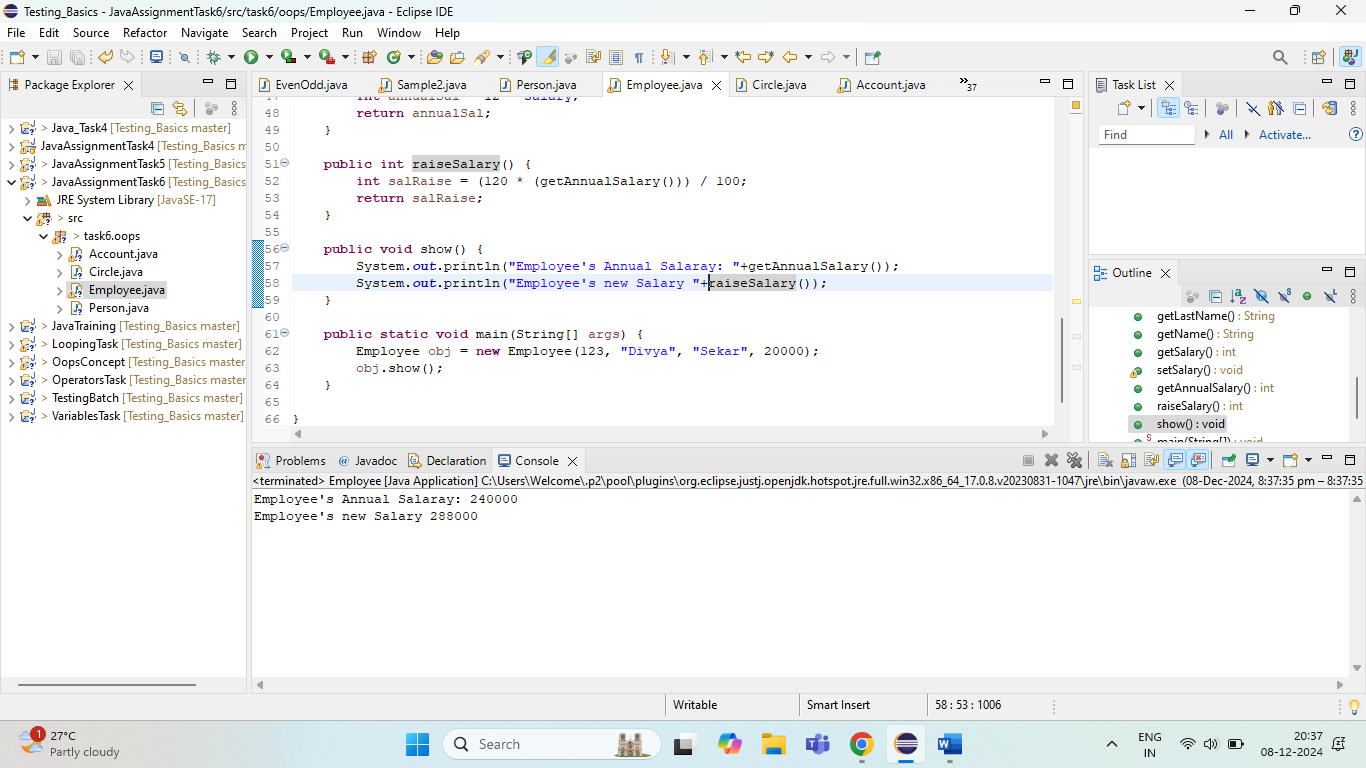 Testing_Basics - JavaAssignmentTask6/src/task6/oops/Employee.java - Eclipse IDE
File Edit Source Refactor Navigate Search Project Run Window Help
Package Explorer
> Java_Task4 [Testing_Basics master]
JavaAssignmentTask4 [Testing_Basics m
> JavaAssignmentTask5 [Testing_Basics
> JavaAssignmentTask6 [Testing_Basics
JRE System Library [JavaSE-17]
> src
> task6.oops
Account.java
Circle.java
Employee.java
Person.java
> JavaTraining [Testing_Basics master]
> LoopingTask [Testing_Basics master]
> OopsConcept [Testing_Basics master]
> OperatorsTask [Testing_Basics master
> TestingBatch [Testing_Basics master]
> VariablesTask [Testing_Basics master]
EvenOdd.java Sample2.java Person.java Employee.java Circle.java Account.java »37
48 return annualSal;
49 }
50
51 public int raiseSalary() {
52 int salRaise = (120 * (getAnnualSalary())) / 100;
53 return salRaise;
54 }
55
56 public void show() {
57 System.out.println("Employee's Annual Salaray: "+getAnnualSalary());
58 System.out.println("Employee's new Salary "+raiseSalary());
59 }
60
61 public static void main(String[] args) {
62 Employee obj = new Employee(123, "Divya", "Sekar", 20000);
63 obj.show();
64 }
65
66 }
Task List
Find All Activate...
Outline
getLastName() : String
getName() : String
getSalary() : int
setSalary() : void
getAnnualSalary() : int
raiseSalary() : int
show() : void
main(String[]) : void
Problems @ Javadoc Declaration Console
<terminated> Employee [Java Application] C:\Users\Welcome\.p2\pool\plugins\org.eclipse.justj.openjdk.hotspot.jre.full.win32.x86_64_17.0.8.v20230831-1047\jre\bin\javaw.exe (08-Dec-2024, 8:37:35 pm – 8:37:35
Employee's Annual Salaray: 240000
Employee's new Salary 288000
Writable Smart Insert 58 : 53 : 1006
1
27°C
Partly cloudy
Search
ENG
IN
20:37
08-12-2024